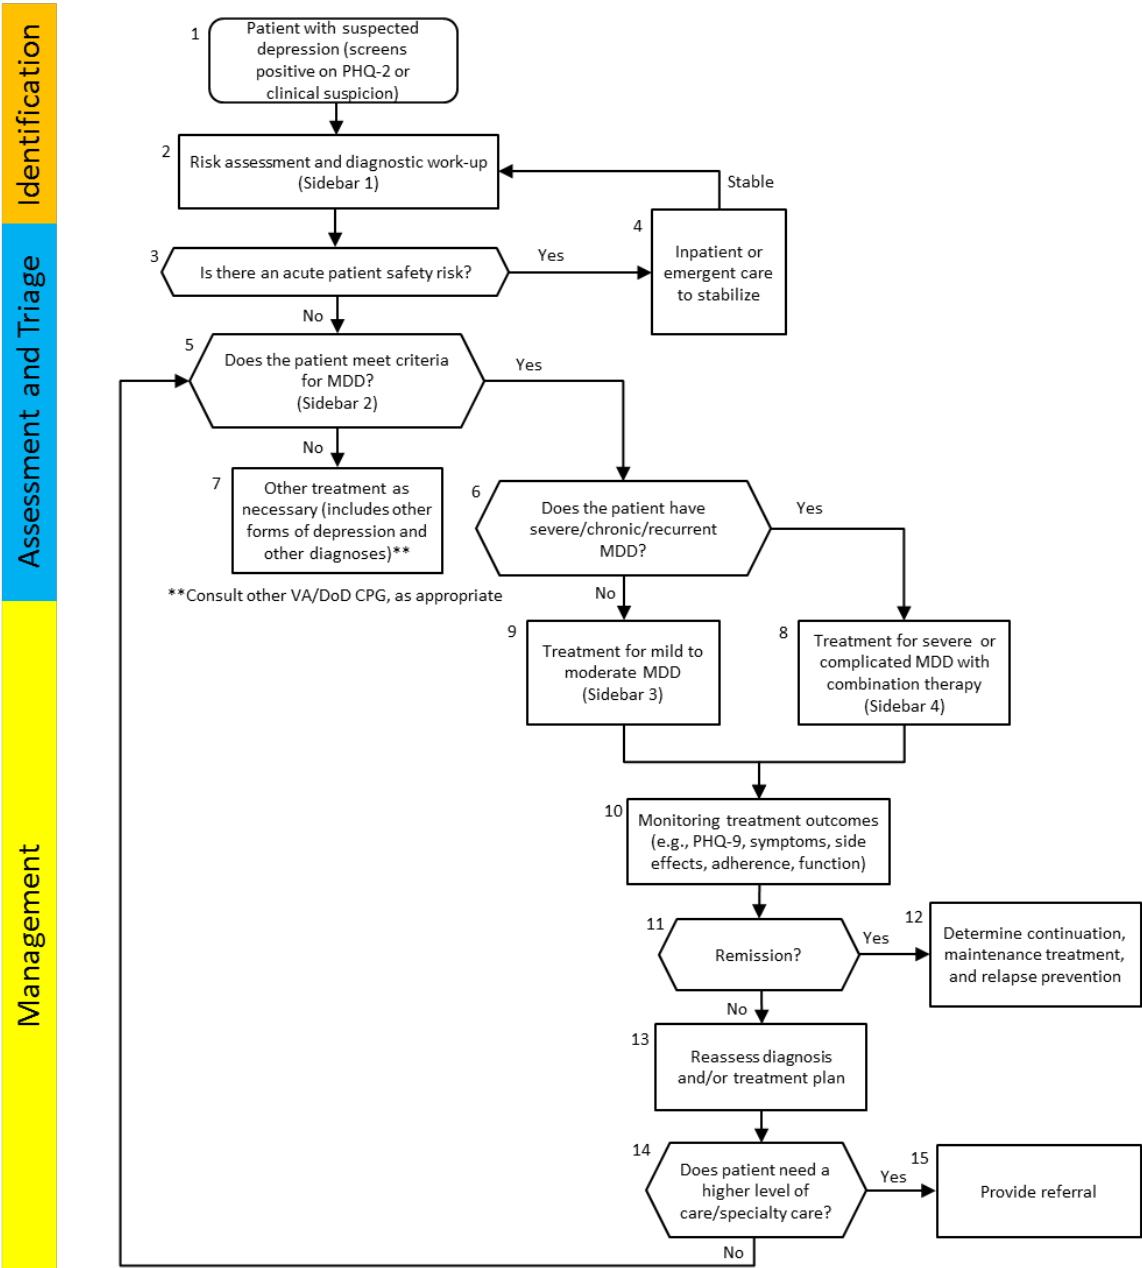 Identification
Assessment and Triage
Management
1
Patient with suspected
depression (screens
positive on PHQ-2 or
clinical suspicion)
2
Risk assessment and diagnostic work-up
(Sidebar 1)
Stable
3
Is there an acute patient safety risk?
Yes
4
Inpatient or
emergent care
to stabilize
No
5
Does the patient meet criteria
for MDD?
(Sidebar 2)
Yes
No
7
Other treatment as
necessary (includes other
forms of depression and
other diagnoses)**
**Consult other VA/DoD CPG, as appropriate
6
Does the patient have
severe/chronic/recurrent
MDD?
Yes
No
9
Treatment for mild to
moderate MDD
(Sidebar 3)
8
Treatment for severe or
complicated MDD with
combination therapy
(Sidebar 4)
10
Monitoring treatment outcomes
(e.g., PHQ-9, symptoms, side
effects, adherence, function)
11
Remission?
Yes
12
Determine continuation,
maintenance treatment,
and relapse prevention
No
13
Reassess diagnosis
and/or treatment plan
14
Does patient need a
higher level of
care/specialty care?
Yes
15
Provide referral
No